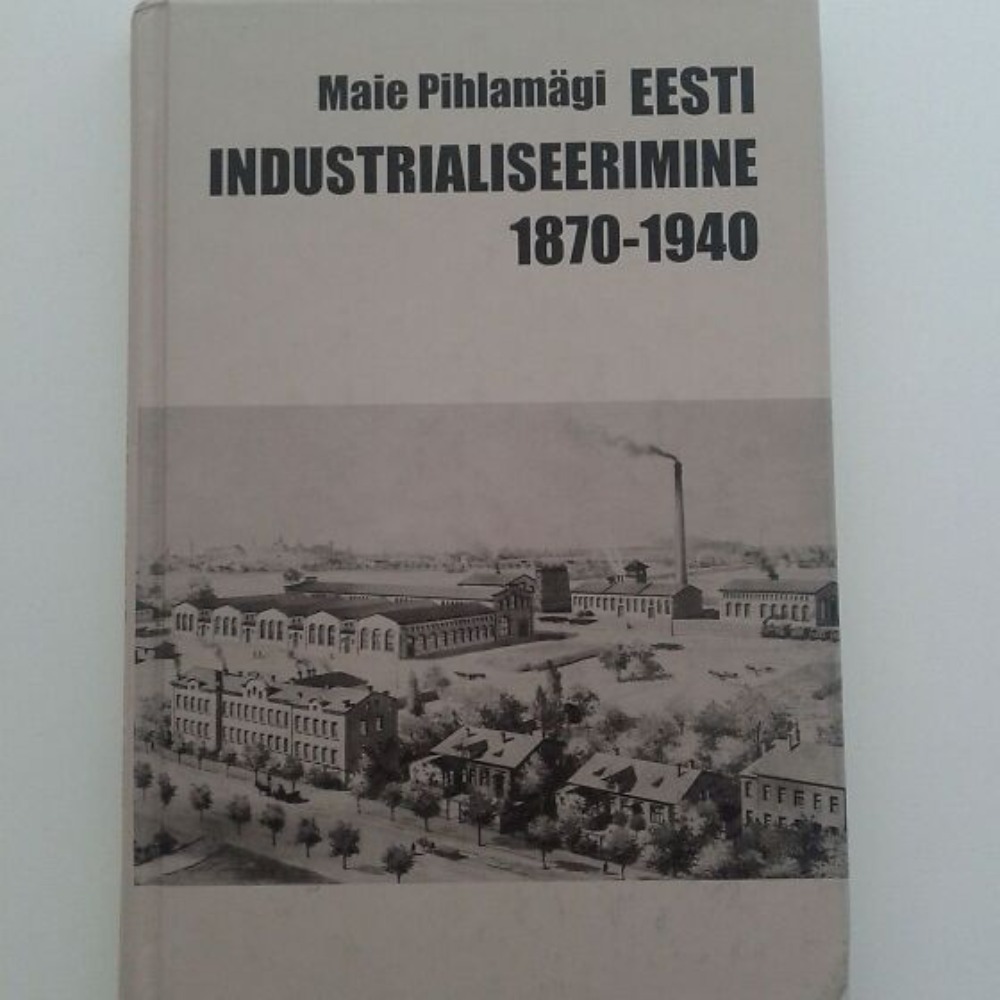 Maie Pihlamägi EESTI
INDUSTRIALISEERIMINE
1870-1940